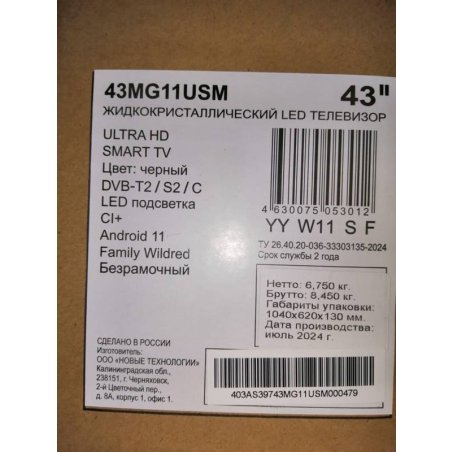 43MG11USM 43"
ЖИДКОКРИСТАЛЛИЧЕСКИЙ LED ТЕЛЕВИЗОР
ULTRA HD
SMART TV
Цвет: черный
DVB-T2 / S2 / C
LED подсветка
CI+
Android 11
Family Wildred
Безрамочный
4 630075 053012
YY W11 S F
ТУ 26.40.20-036-33303135-2024
Срок службы 2 года
Нетто: 6,750 кг.
Брутто: 8,450 кг.
Габариты упаковки:
1040x620x130 мм.
Дата производства:
июль 2024 г.
СДЕЛАНО В РОССИИ
Изготовитель:
ООО «НОВЫЕ ТЕХНОЛОГИИ»
Калининградская обл.,
238151, г. Черняховск,
2-й Цветочный пер.,
д. 8А, корпус 1, офис 1.
403AS39743MG11USM000479